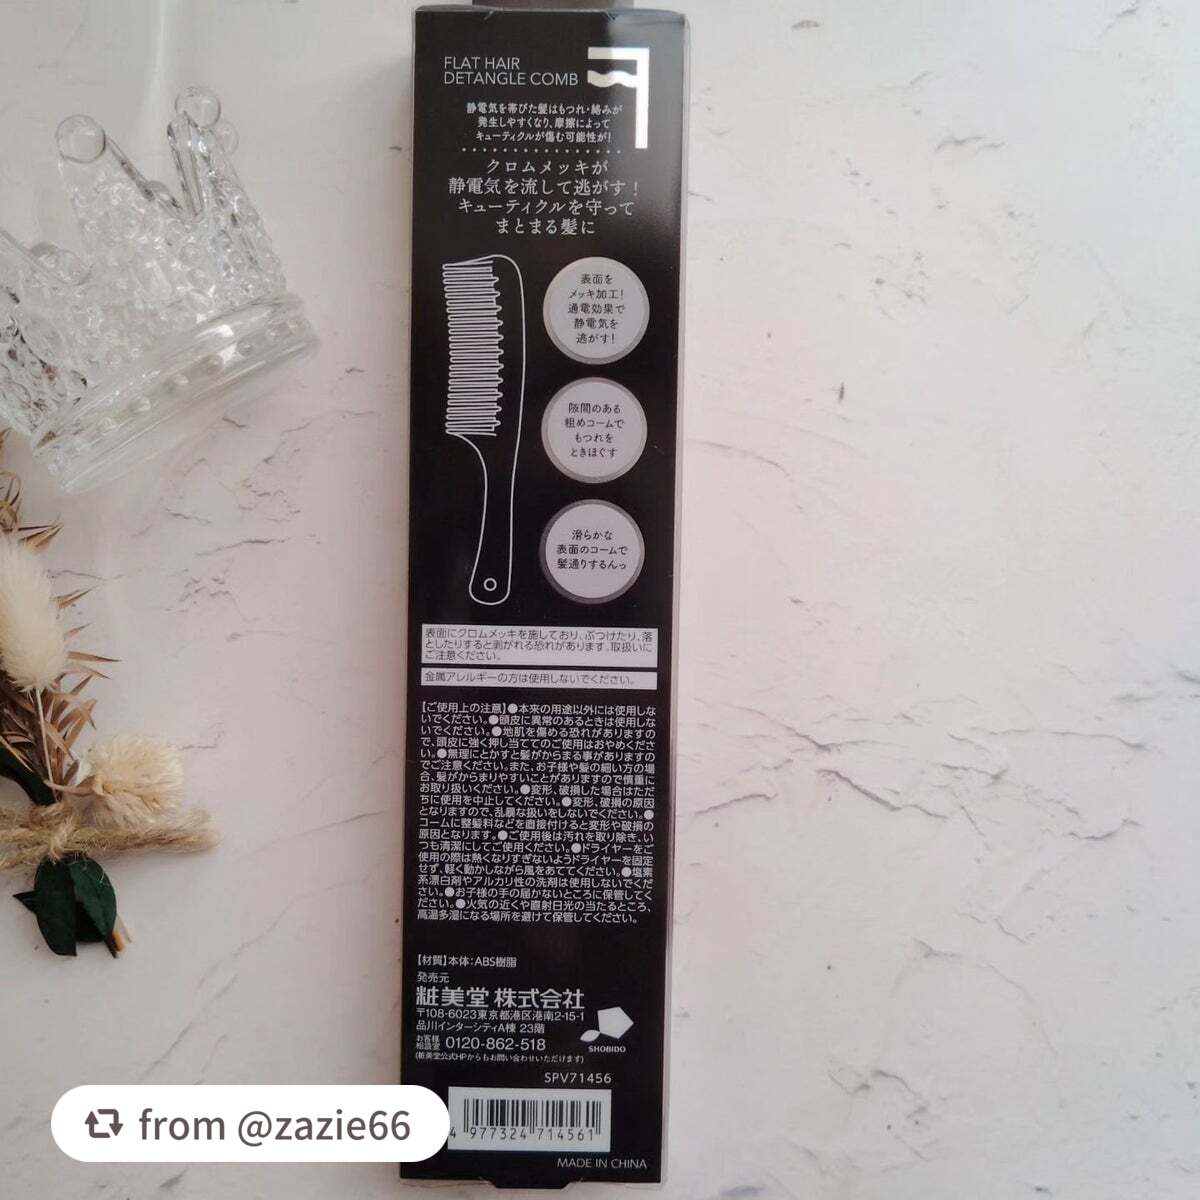 FLAT HAIR
DETANGLE COMB
静電気を帯びた髪はもつれ・絡みが
発生しやすくなり、摩擦によって
キューティクルが傷む可能性が!
クロムメッキが
静電気を流して逃がす!
キューティクルを守って
まとまる髪に
表面を
メッキ加工!
通電効果で
静電気を
逃がす!
隙間のある
粗めコームで
もつれを
ときほぐす
滑らかな
表面のコームで
髪通りするんっ
表面にクロムメッキを施しており、ぶつけたり、落
としたりすると剥がれる恐れがあります。取扱いに
ご注意ください。
金属アレルギーの方は使用しないでください。
【ご使用上の注意】●本来の用途以外には使用しな
いでください。●頭皮に異常のあるときは使用しな
いでください。●地肌を傷める恐れがありますの
で、頭皮に強く押し当ててのご使用はおやめくださ
い。●無理にとかすと髪がからまる事がありますの
でご注意ください。また、お子様や髪の細い方の場
合、髪がからまりやすいことがありますので慎重に
お取り扱いください。●変形、破損した場合はただ
ちに使用を中止してください。●変形、破損の原因
となりますので、乱暴な扱いをしないでください。●
コームに整髪料などを直接付けると変形や破損の
原因となります。●ご使用後は汚れを取り除き、い
つも清潔にしてご使用ください。●ドライヤーをご
使用の際は熱くなりすぎないようドライヤーを固定
せず、軽く動かしながら風をあててください。●塩素
系漂白剤やアルカリ性の洗剤は使用しないでくだ
さい。●お子様の手の届かないところに保管してく
ださい。●火気の近くや直射日光の当たるところ、
高温多湿になる場所を避けて保管してください。
【材質】本体:ABS樹脂
発売元
粧美堂 株式会社
〒108-6023東京都港区港南2-15-1
品川インターシティA棟 23階
お客様
相談室 0120-862-518
(粧美堂公式HPからもお問い合わせいただけます)
SHOBIDO
SPV71456
4 977324 714561
MADE IN CHINA
from @zazie66